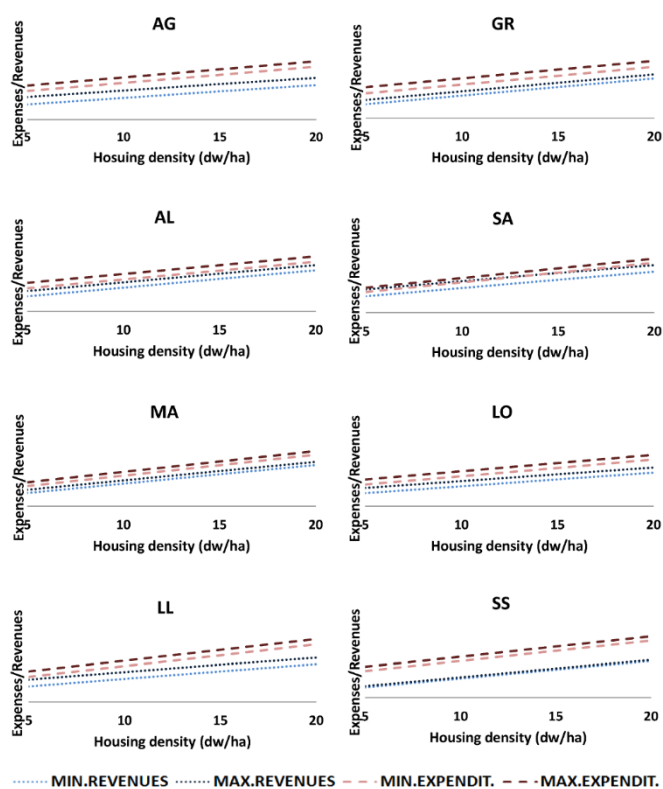 AG
Expenses/Revenues
5 10 15 20
Hosuing density (dw/ha)
GR
Expenses/Revenues
5 10 15 20
Housing density (dw/ha)
AL
Expenses/Revenues
5 10 15 20
Housing density (dw/ha)
SA
Expenses/Revenues
5 10 15 20
Housing density (dw/ha)
MA
Expenses/Revenues
5 10 15 20
Housing density (dw/ha)
LO
Expenses/Revenues
5 10 15 20
Housing density (dw/ha)
LL
Expenses/Revenues
5 10 15 20
Housing density (dw/ha)
SS
Expenses/Revenues
5 10 15 20
Housing density (dw/ha)
MIN.REVENUES MAX.REVENUES MIN.EXPENDIT. MAX.EXPENDIT.